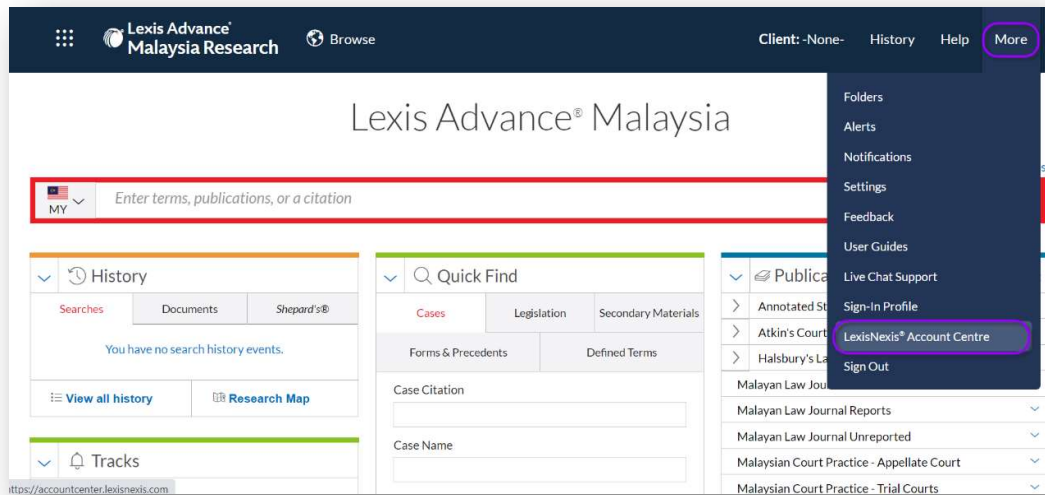 Lexis Advance®
Malaysia Research
Browse
Client: -None-
History
Help
More
Lexis Advance® Malaysia
Folders
Alerts
Notifications
Settings
Feedback
User Guides
Live Chat Support
Sign-In Profile
LexisNexis® Account Centre
Sign Out
MY
Enter terms, publications, or a citation
History
Searches
Documents
Shepard's®
You have no search history events.
View all history
Research Map
Tracks
Quick Find
Cases
Legislation
Secondary Materials
Forms & Precedents
Defined Terms
Case Citation
Case Name
Publica
Annotated St
Atkin's Court
Halsbury's La
Malayan Law Jou
Malayan Law Journal Reports
Malayan Law Journal Unreported
Malaysian Court Practice - Appellate Court
Malaysian Court Practice - Trial Courts
https://accountcenter.lexisnexis.com